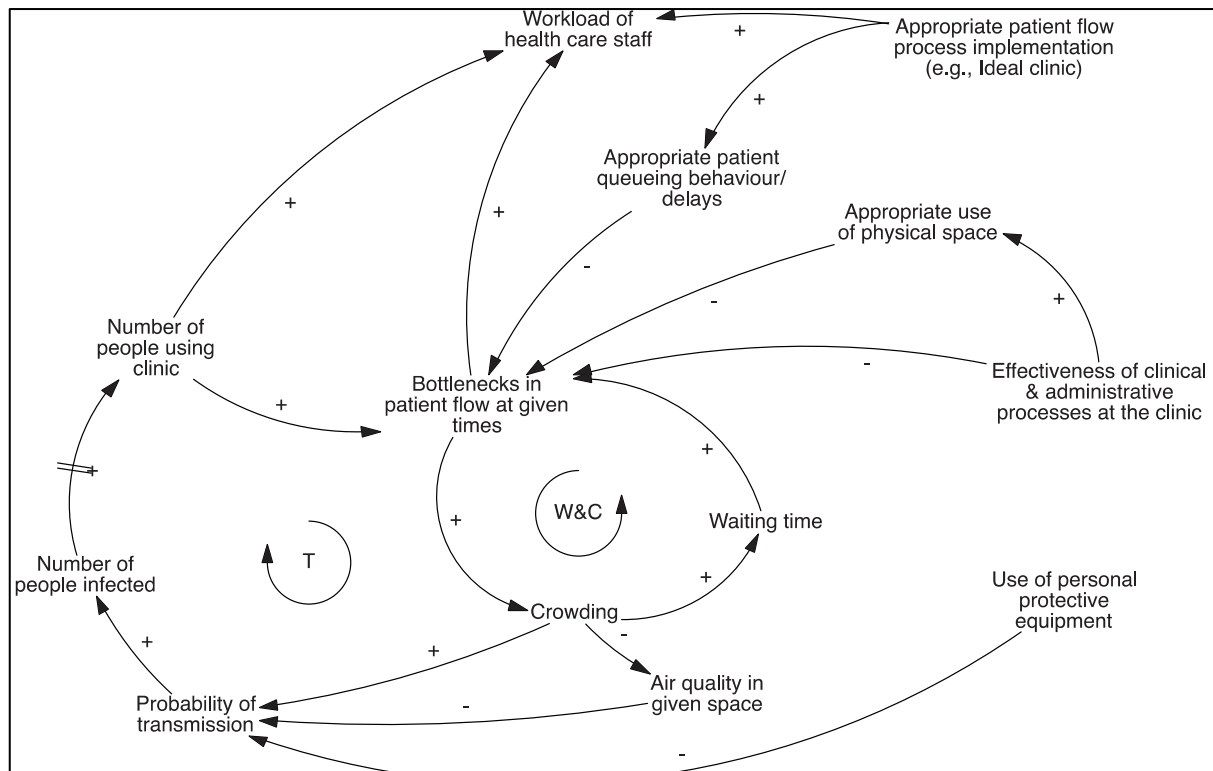 Workload of
health care staff
Appropriate patient flow
process implementation
(e.g., Ideal clinic)
+
+
Appropriate patient
queueing behaviour/
delays
+
+
Appropriate use
of physical space
-
-
+
Number of
people using
clinic
+
Bottlenecks in
patient flow at given
times
-
Effectiveness of clinical
& administrative
processes at the clinic
+
+
+
W&C
Waiting time
T
Number of
people infected
+
Crowding
+
Use of personal
protective
equipment
+
-
Air quality in
given space
Probability of
transmission
-
-